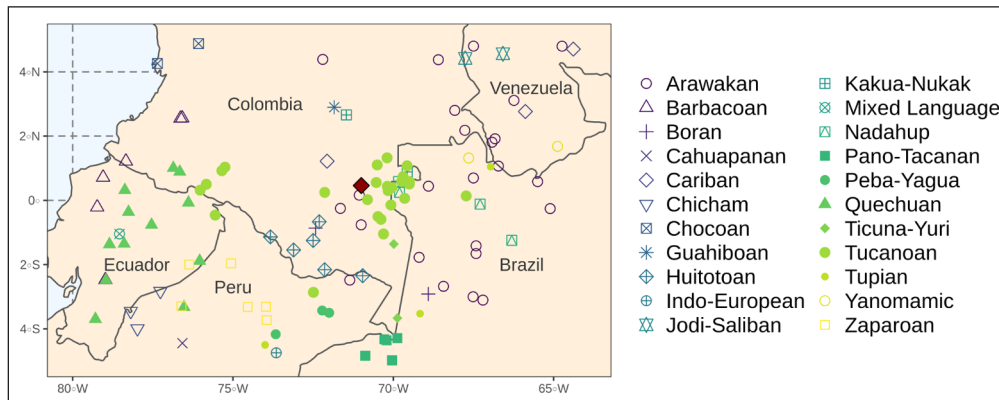 4°N
2°N
0°
2°S
4°S
80°W
75°W
70°W
65°W
Colombia
Venezuela
Ecuador
Peru
Brazil
Arawakan
Barbacoan
Boran
Cahuapanan
Cariban
Chicham
Chocoan
Guahiboan
Huitotoan
Indo-European
Jodi-Saliban
Kakua-Nukak
Mixed Language
Nadahup
Pano-Tacanan
Peba-Yagua
Quechuan
Ticuna-Yuri
Tucanoan
Tupian
Yanomamic
Zaparoan